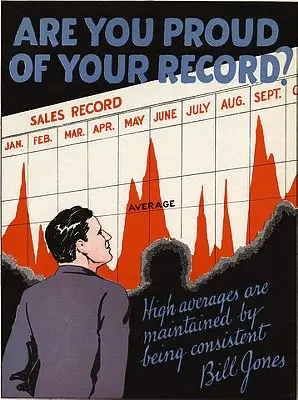 ARE YOU PROUD
OF YOUR RECORD?
SALES RECORD
JAN. FEB. MAR. APR. MAY JUNE JULY AUG. SEPT. O
AVERAGE
High averages are
maintained by
being consistent
Bill Jones